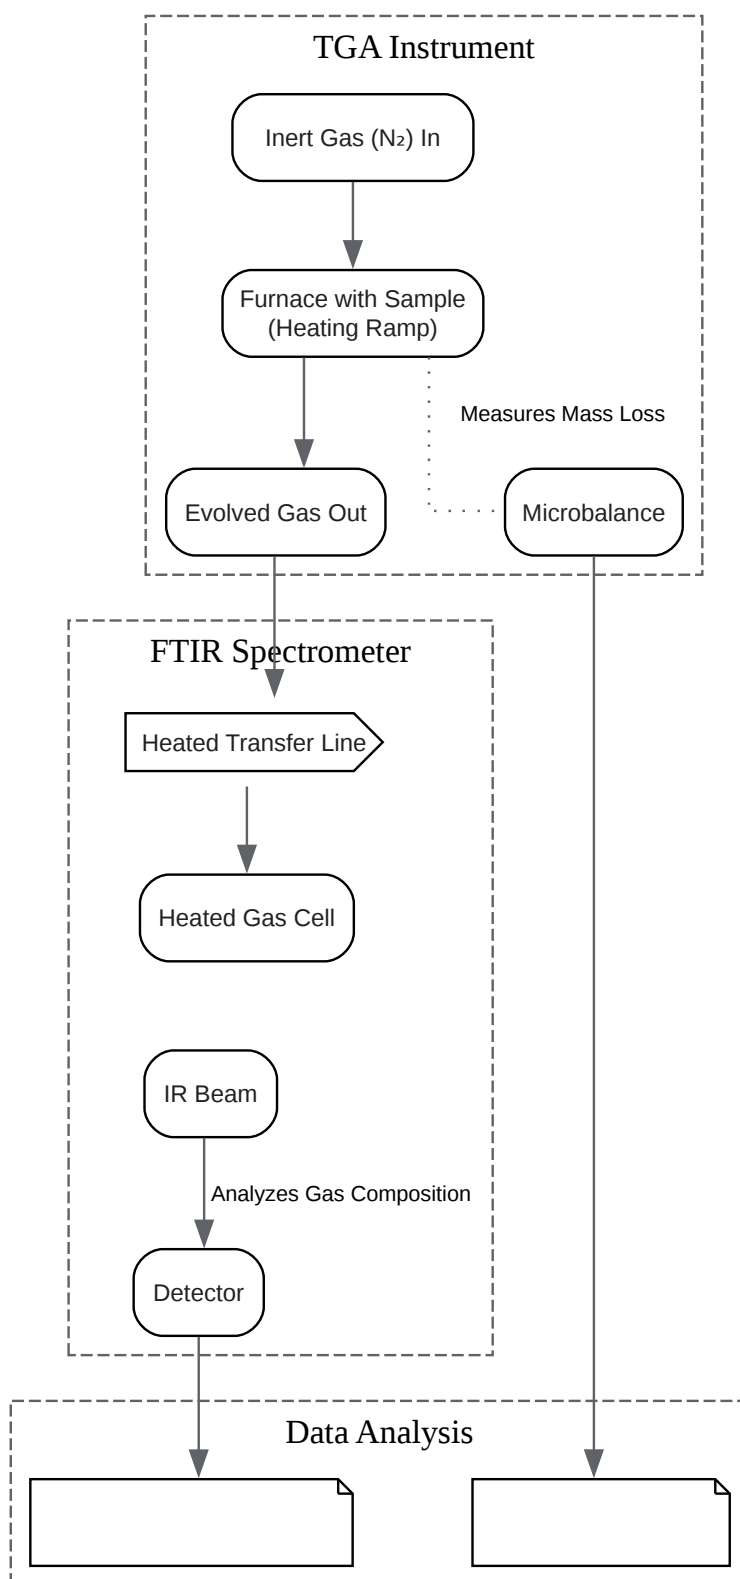 TGA Instrument
Inert Gas (N₂) In
Furnace with Sample
(Heating Ramp)
Measures Mass Loss
Evolved Gas Out
Microbalance
FTIR Spectrometer
Heated Transfer Line
Heated Gas Cell
IR Beam
Analyzes Gas Composition
Detector
Data Analysis